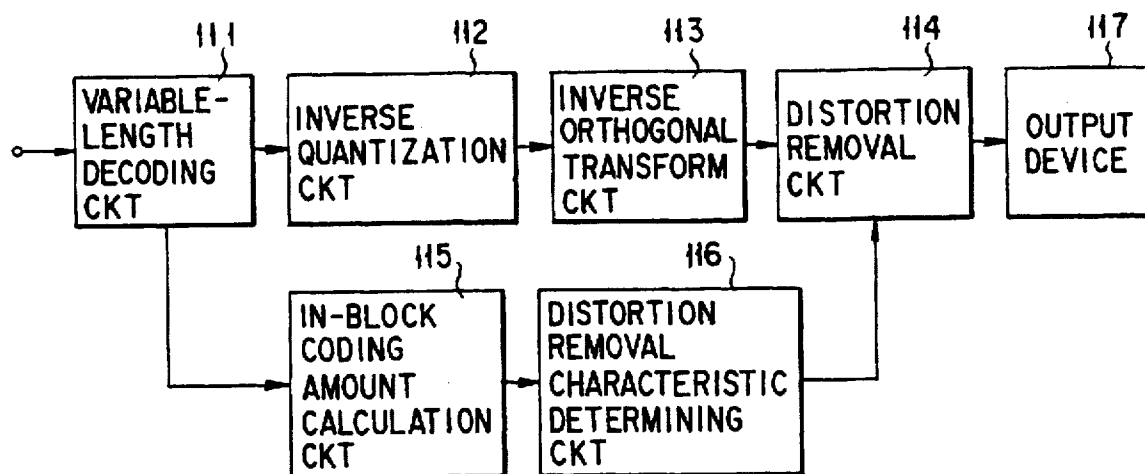 111
112
113
114
117
VARIABLE-
LENGTH
DECODING
CKT
INVERSE
QUANTIZATION
CKT
INVERSE
ORTHOGONAL
TRANSFORM
CKT
DISTORTION
REMOVAL
CKT
OUTPUT
DEVICE
115
116
IN-BLOCK
CODING
AMOUNT
CALCULATION
CKT
DISTORTION
REMOVAL
CHARACTERISTIC
DETERMINING
CKT